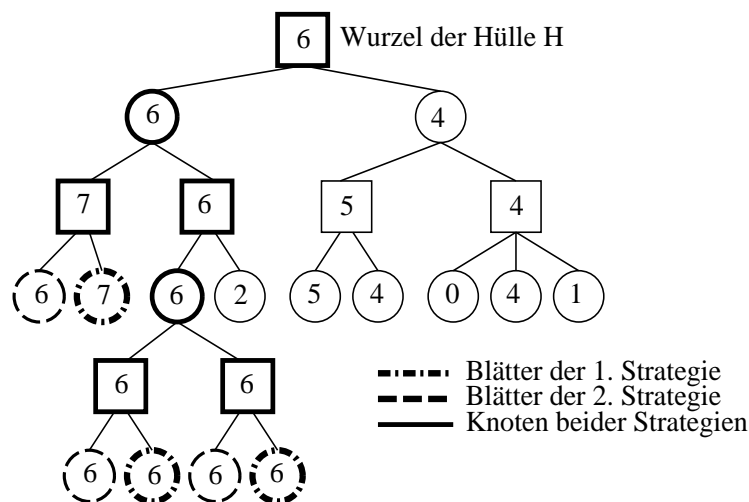 6 Wurzel der Hülle H
6 4
7 6 5 4
6 7 6 2 5 4 0 4 1
6 6
Blätter der 1. Strategie
Blätter der 2. Strategie
Knoten beider Strategien
6 6 6 6